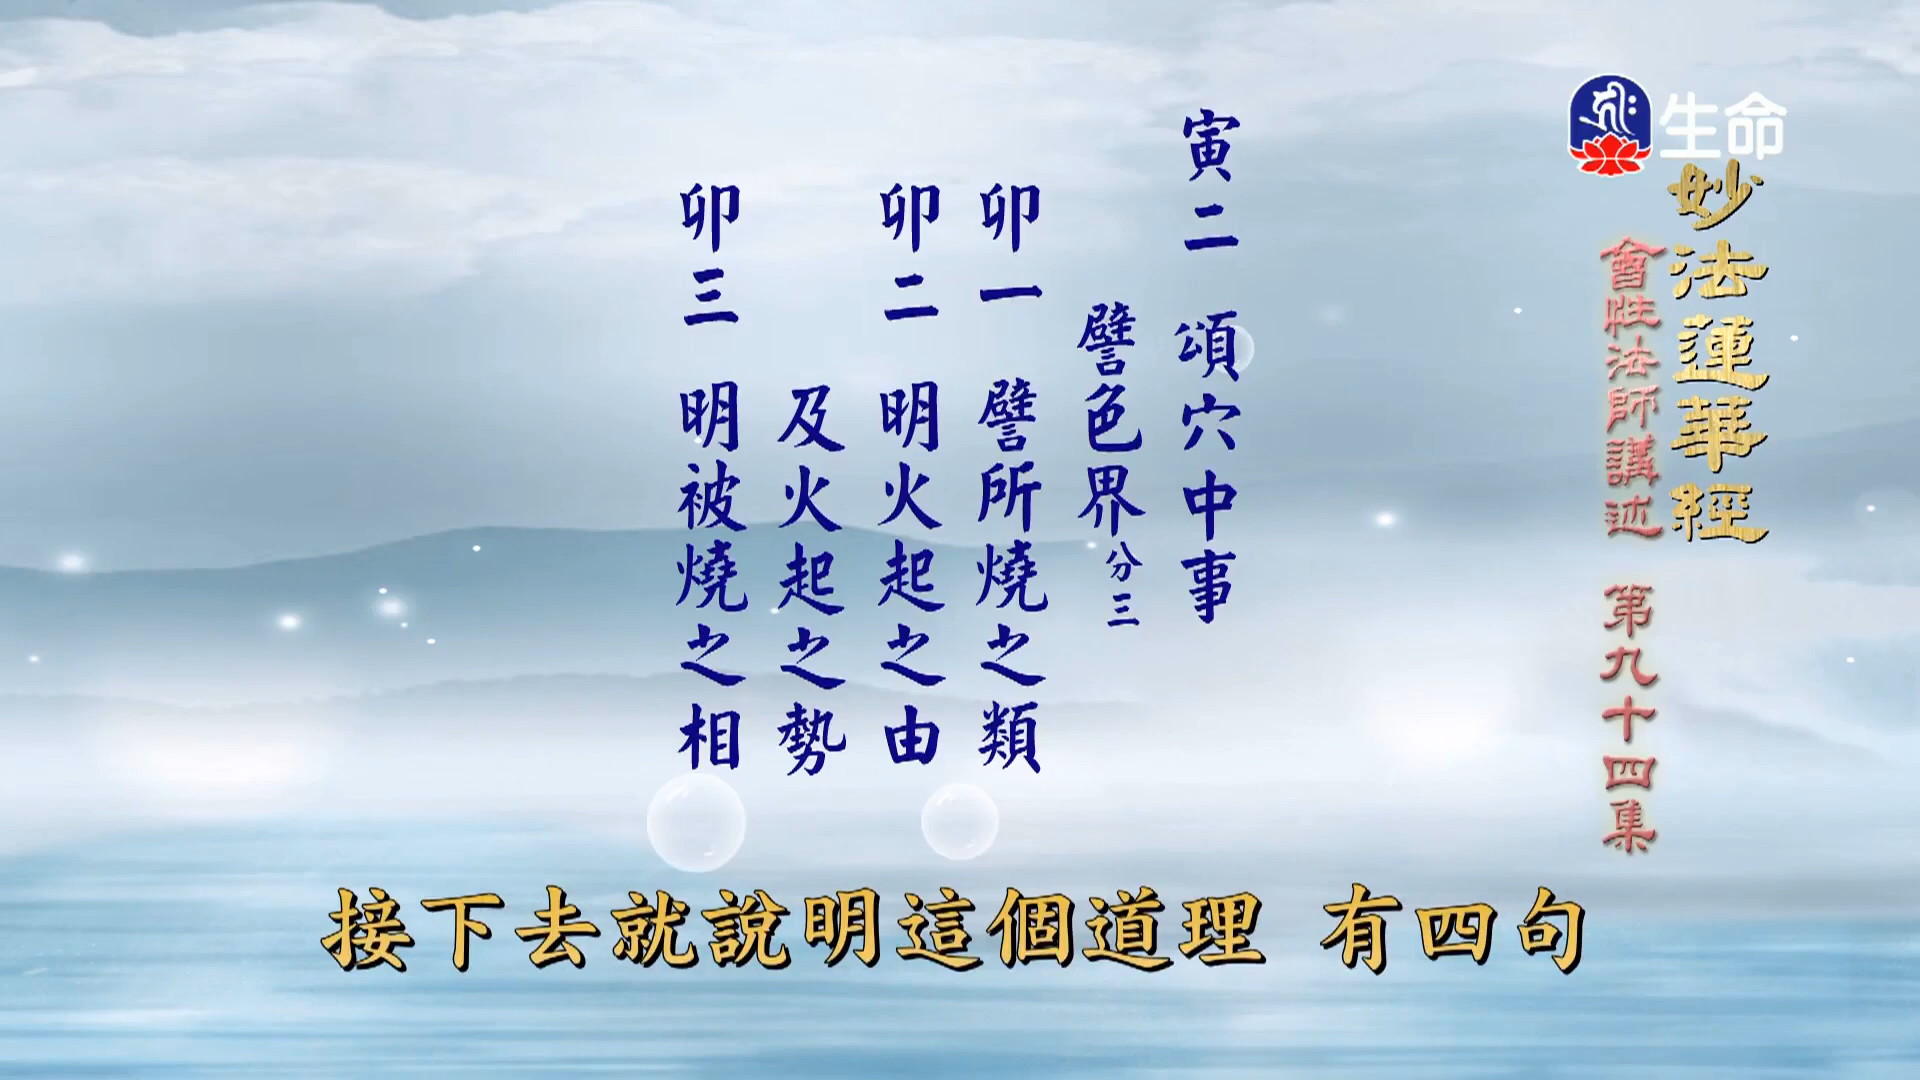 生命
妙法蓮華經
會性法師講述 第九十四集
寅二 頌穴中事
譬色界分三
卯一 譬所燒之類
卯二 明火起之由
及火起之勢
卯三 明被燒之相
接下去就說明這個道理 有四句